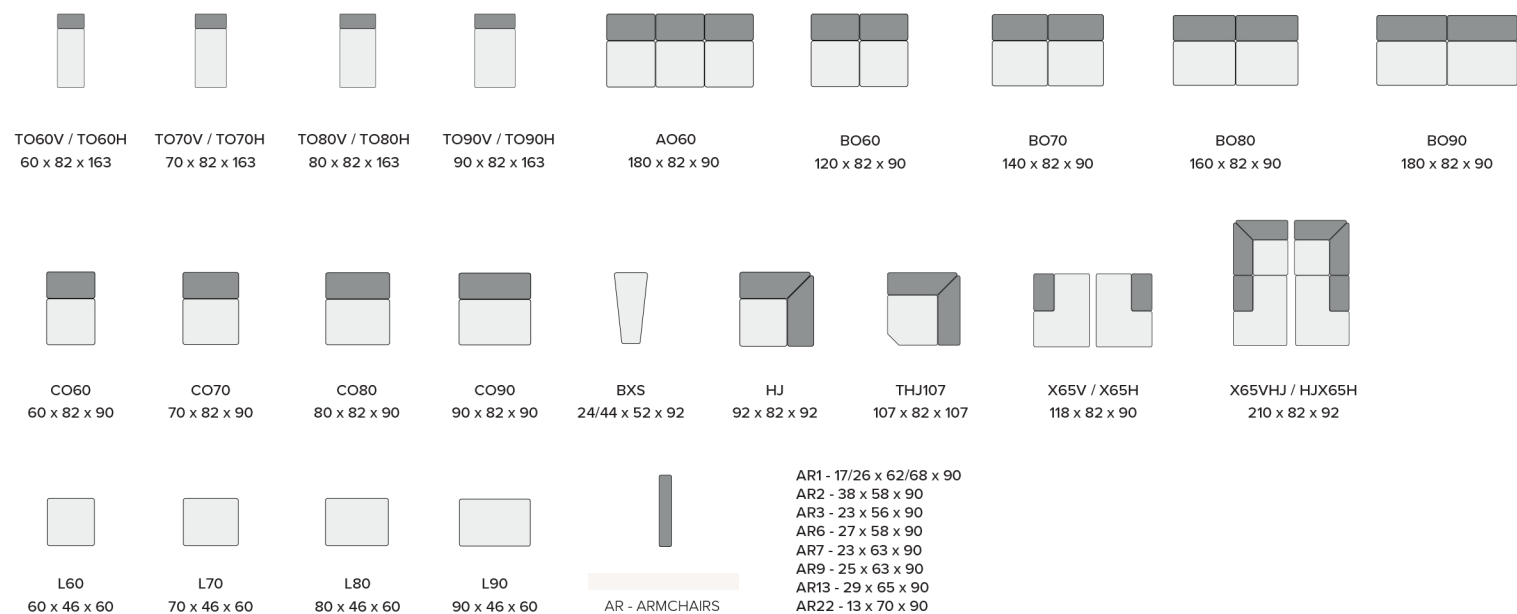 TO60V / TO60H
60 x 82 x 163
TO70V / TO70H
70 x 82 x 163
TO80V / TO80H
80 x 82 x 163
TO90V / TO90H
90 x 82 x 163
AO60
180 x 82 x 90
BO60
120 x 82 x 90
BO70
140 x 82 x 90
BO80
160 x 82 x 90
BO90
180 x 82 x 90
CO60
60 x 82 x 90
CO70
70 x 82 x 90
CO80
80 x 82 x 90
CO90
90 x 82 x 90
BXS
24/44 x 52 x 92
HJ
92 x 82 x 92
THJ107
107 x 82 x 107
X65V / X65H
118 x 82 x 90
X65VHJ / HJX65H
210 x 82 x 92
L60
60 x 46 x 60
L70
70 x 46 x 60
L80
80 x 46 x 60
L90
90 x 46 x 60
AR - ARMCHAIRS
AR1 - 17/26 x 62/68 x 90
AR2 - 38 x 58 x 90
AR3 - 23 x 56 x 90
AR6 - 27 x 58 x 90
AR7 - 23 x 63 x 90
AR9 - 25 x 63 x 90
AR13 - 29 x 65 x 90
AR22 - 13 x 70 x 90